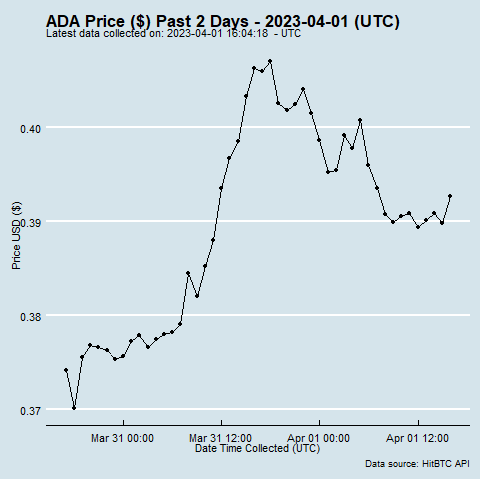 ADA Price ($) Past 2 Days - 2023-04-01 (UTC)
Latest data collected on: 2023-04-01 16:04:18 - UTC
Price USD ($)
0.40
0.39
0.38
0.37
Mar 31 00:00
Mar 31 12:00
Apr 01 00:00
Apr 01 12:00
Date Time Collected (UTC)
Data source: HitBTC API